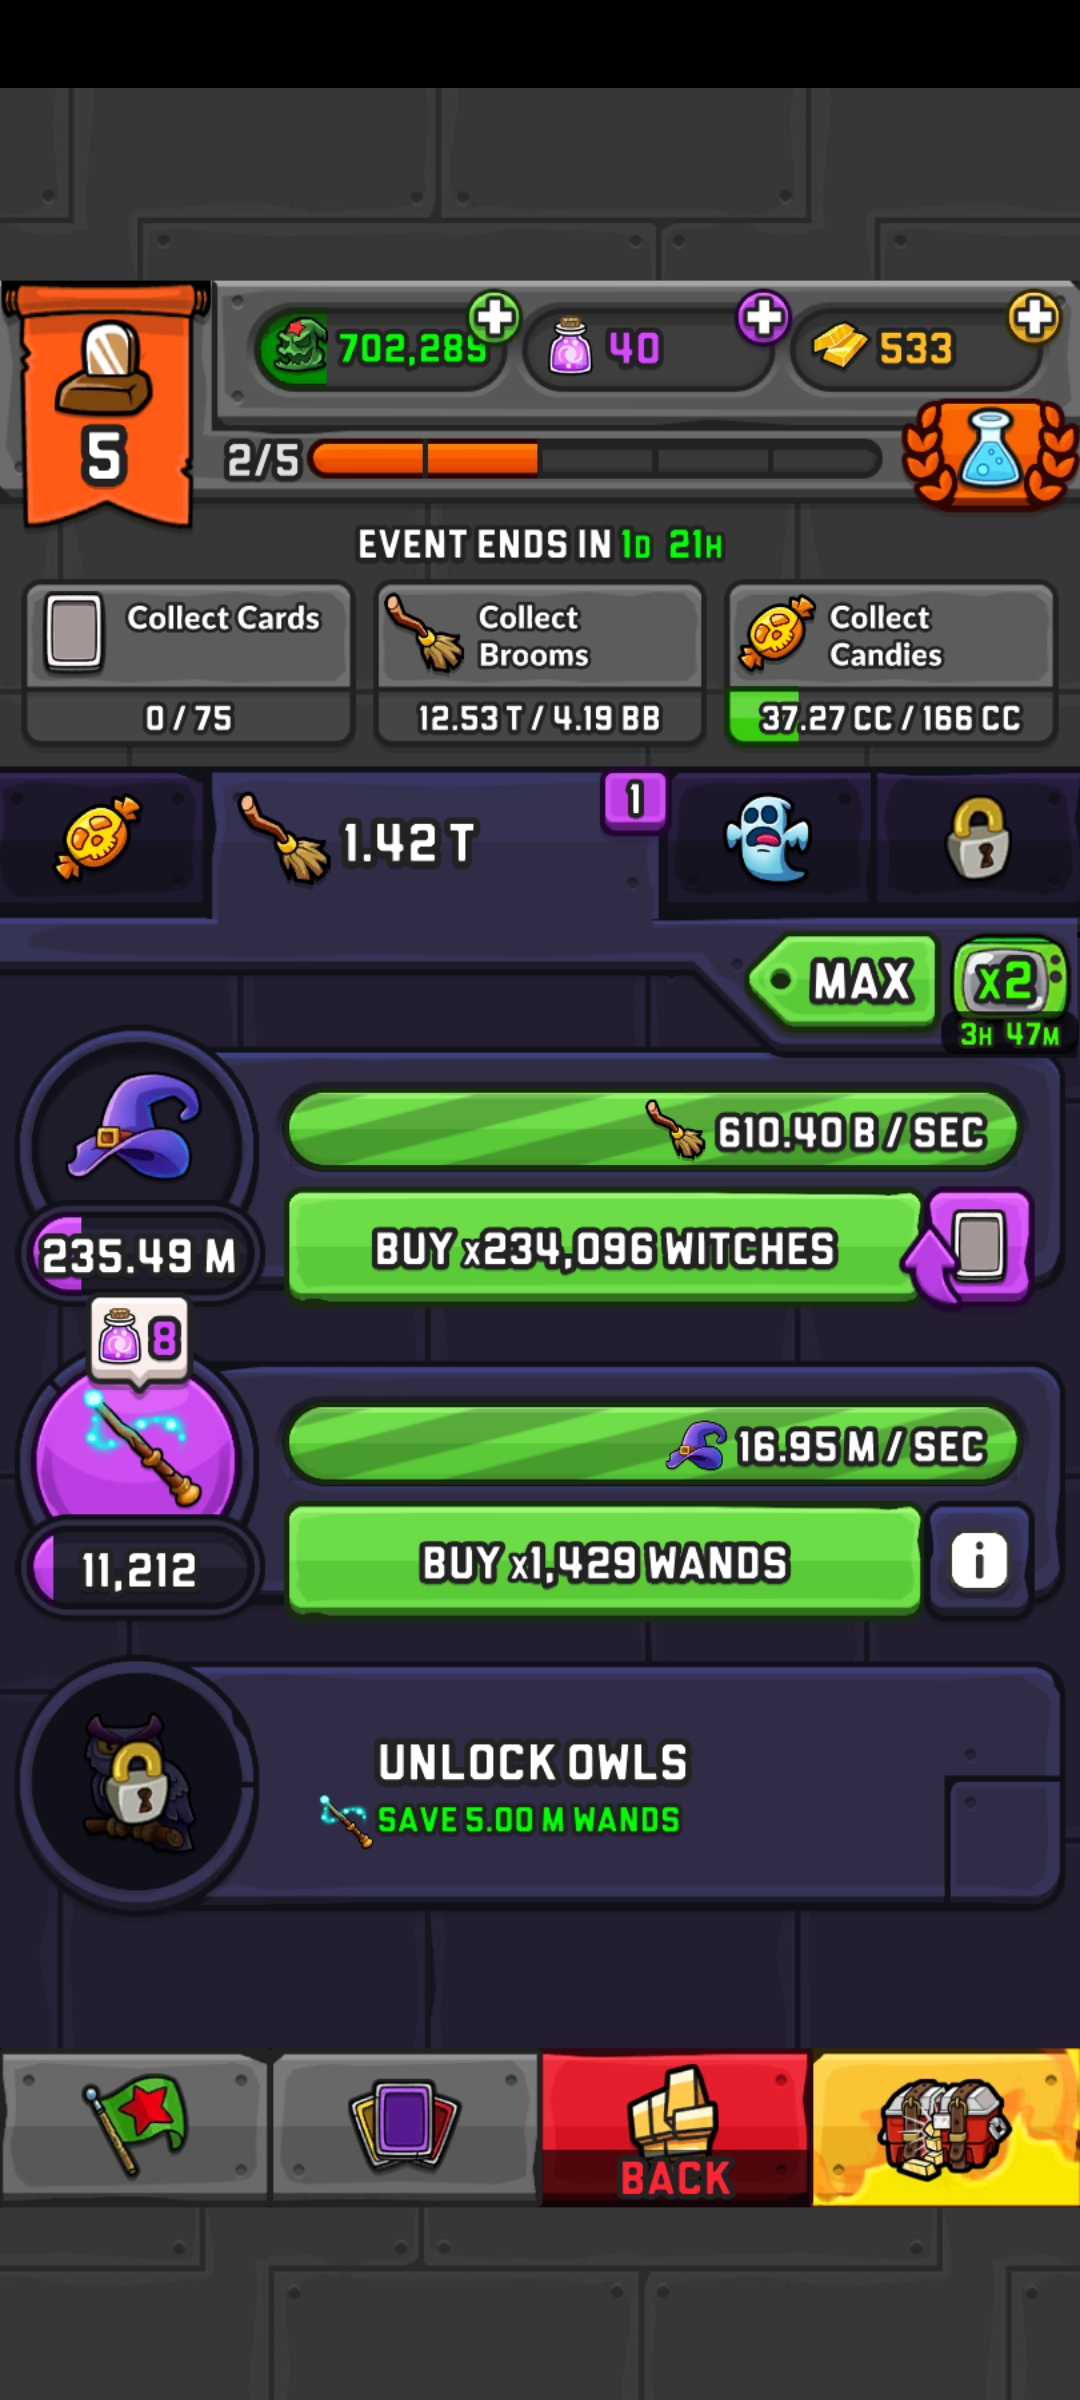 702,289
40
533
5
2/5
EVENT ENDS IN 1D 21H
Collect Cards
0 / 75
Collect
Brooms
12.53 T / 4.19 BB
Collect
Candies
37.27 CC / 166 CC
1.42 T
1
MAX
x2
3H 47M
610.40 B / SEC
235.49 M
BUY x234,096 WITCHES
8
16.95 M / SEC
11,212
BUY x1,429 WANDS
i
UNLOCK OWLS
SAVE 5.00 M WANDS
BACK